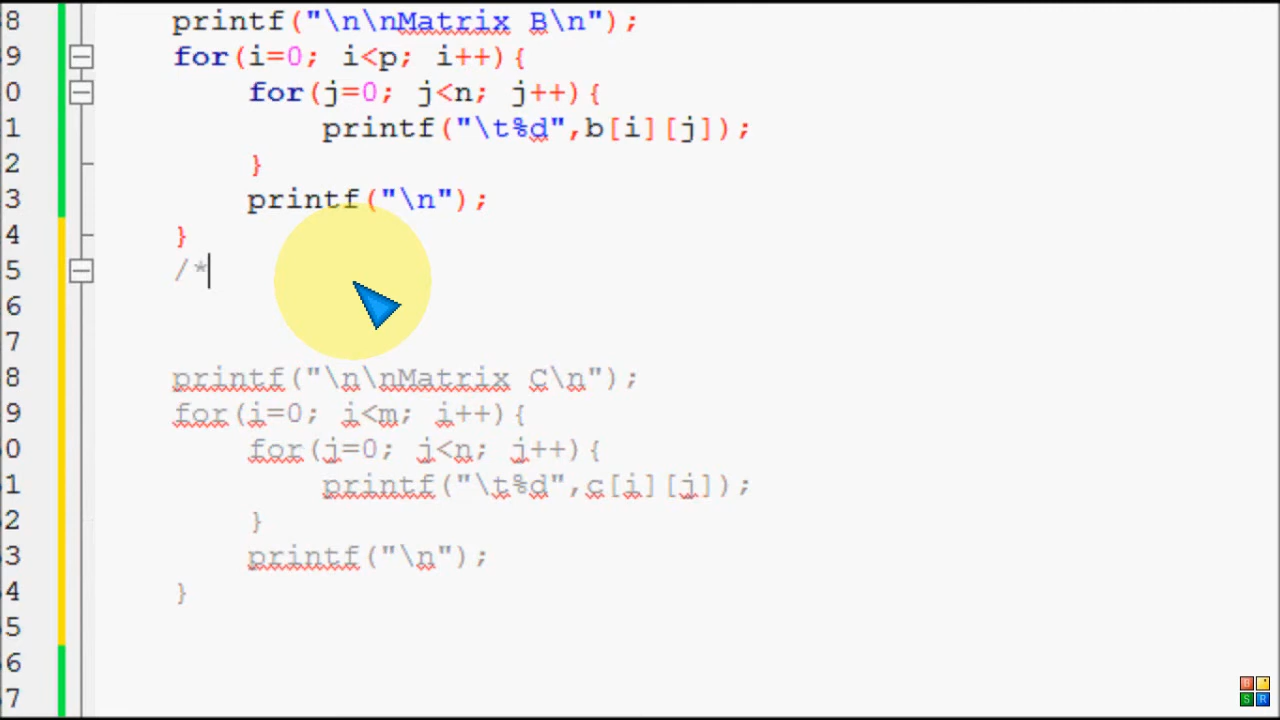 8 printf("\n\nMatrix B\n");
9 for(i=0; i<p; i++){
0 for(j=0; j<n; j++){
1 printf("\t%d",b[i][j]);
2 }
3 printf("\n");
4 }
5 /*
6
7
8 printf("\n\nMatrix C\n");
9 for(i=0; i<m; i++){
0 for(j=0; j<n; j++){
1 printf("\t%d",c[i][j]);
2 }
3 printf("\n");
4 }
5
6
7
B
S R